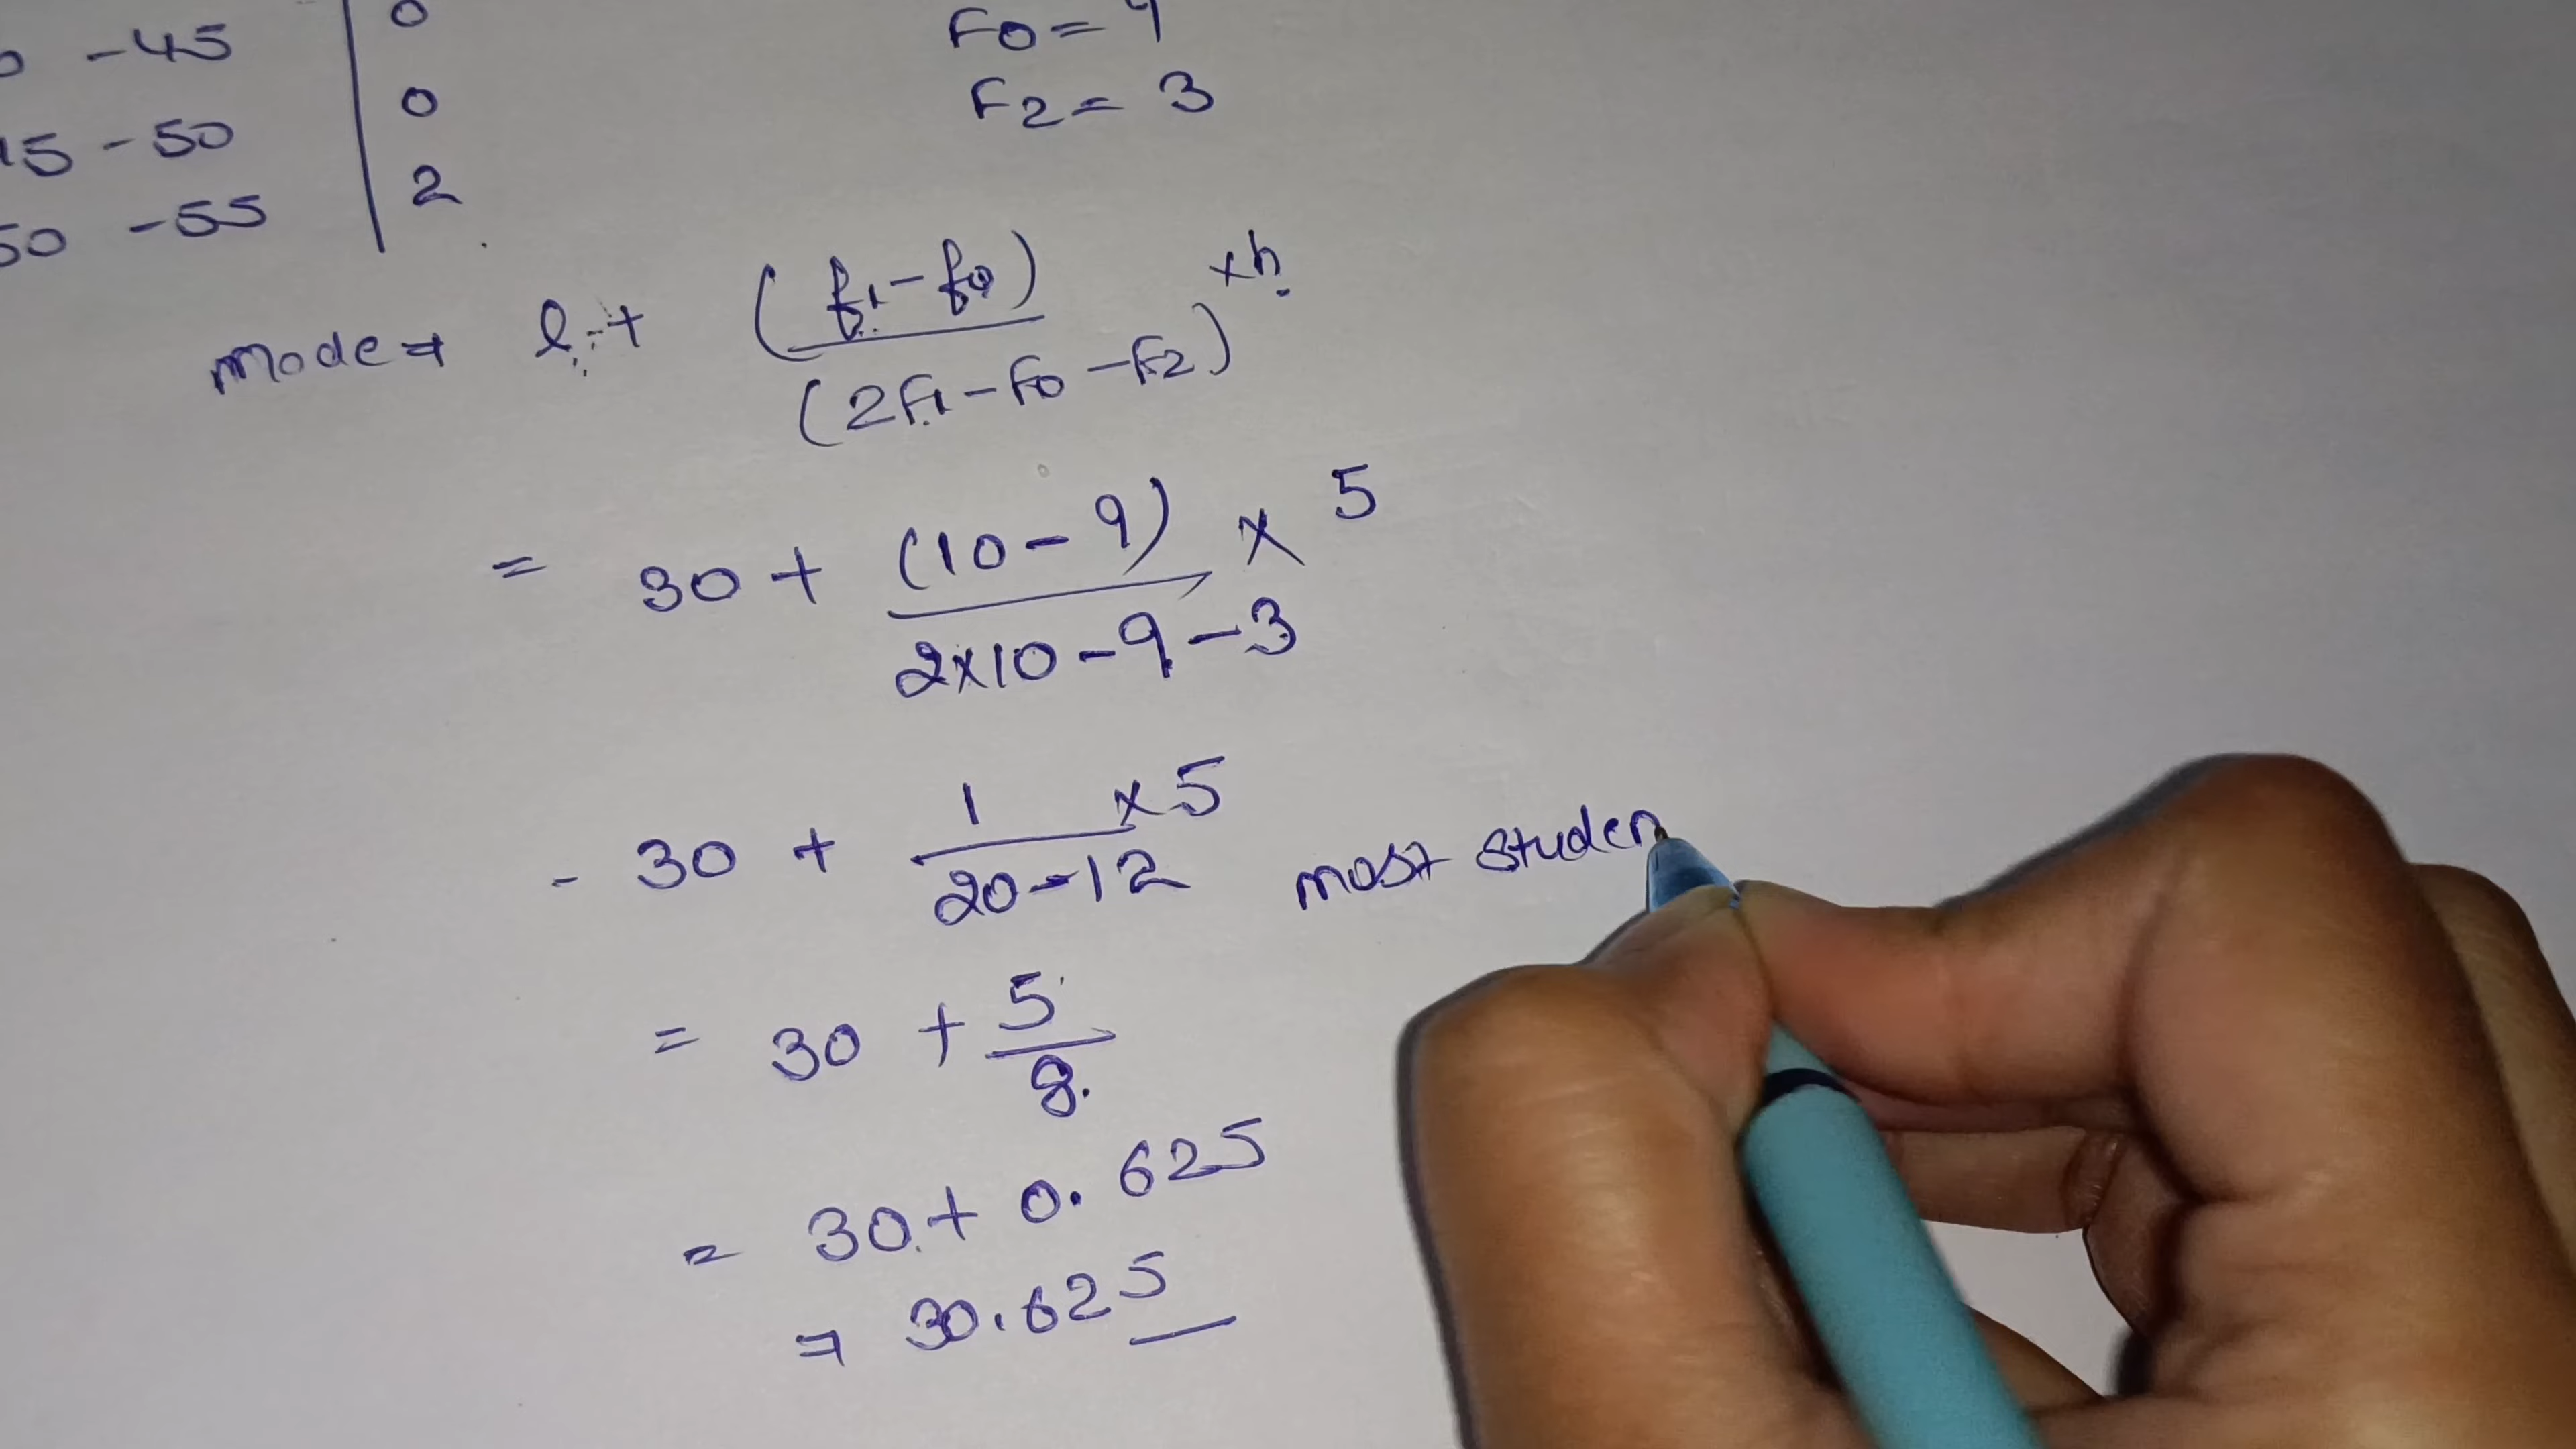 -45 | 0
15 - 50 | 0
50 - 55 | 2
F0 = 9
F2 = 3
mode = l + (f1 - f0) / (2F1 - F0 - F2) × h
= 30 + (10 - 9) / 2×10 - 9 - 3 × 5
- 30 + 1 × 5 / 20 - 12
most studen
= 30 + 5 / 8.
= 30 + 0.625
= 30.625